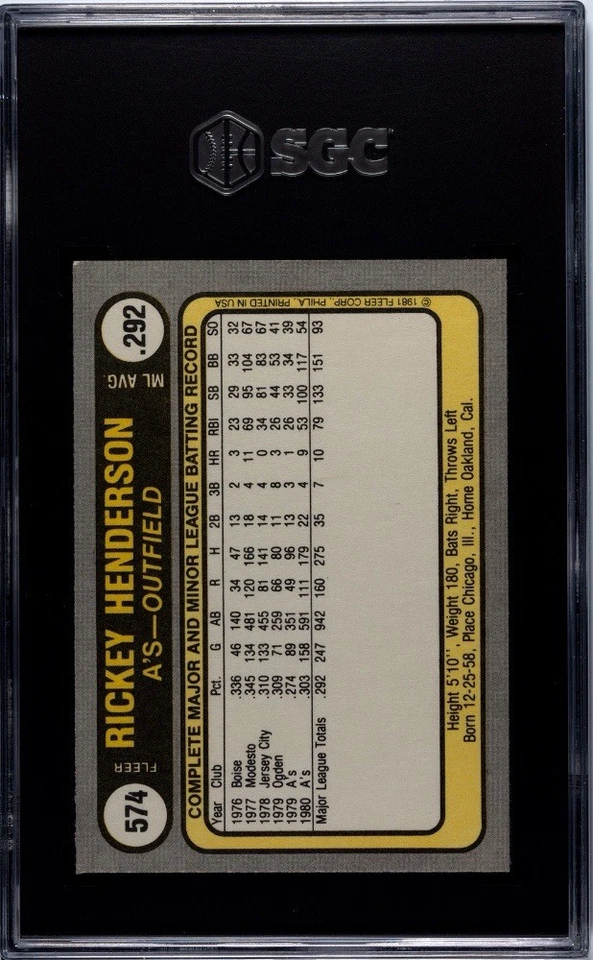 SGC
574
FLEER
RICKEY HENDERSON
A'S—OUTFIELD
ML AVG.
.292
COMPLETE MAJOR AND MINOR LEAGUE BATTING RECORD
Year Club Pct. G AB R H 2B 3B HR RBI SB BB SO
1976 Boise .336 46 140 34 47 13 2 3 23 29 33 32
1977 Modesto .345 134 481 120 166 18 4 11 69 95 104 67
1978 Jersey City .310 133 455 81 141 14 4 0 34 81 83 67
1979 Ogden .309 71 259 66 80 11 8 3 26 44 53 41
1979 A's .274 89 351 49 96 13 3 1 26 33 34 39
1980 A's .303 158 591 111 179 22 4 9 53 100 117 54
Major League Totals .292 247 942 160 275 35 7 10 79 133 151 93
© 1981 FLEER CORP., PHILA., PRINTED IN USA
Height 5'10'', Weight 180, Bats Right, Throws Left
Born 12-25-58, Place Chicago, Ill., Home Oakland, Cal.